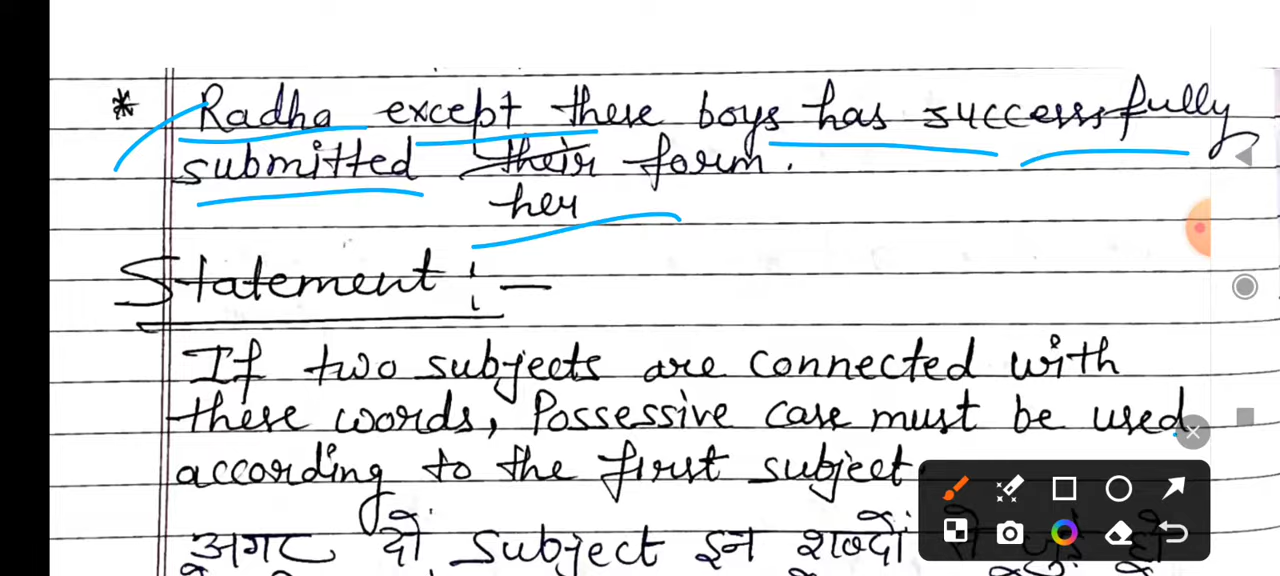 * Radha except these boys has successfully
submitted their form.
her
Statement :-
If two subjects are connected with
these words, Possessive case must be used
according to the first subject.
अगर दो Subject इन शब्दों से जुड़े हो